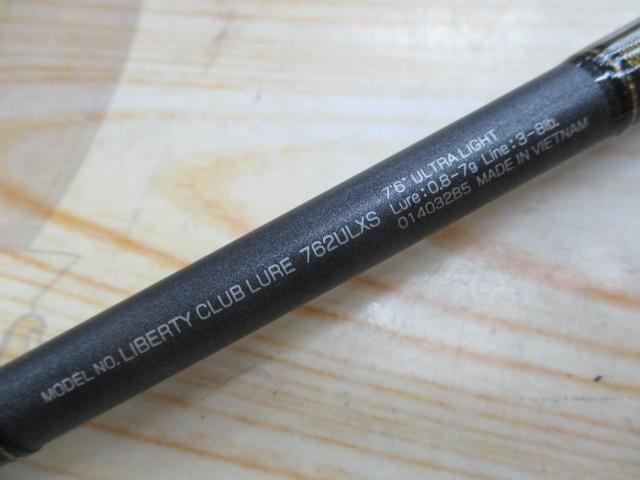 MODEL NO. LIBERTY CLUB LURE 762ULXS
7'6" ULTRA LIGHT
Lure:0.8-7g Line:3-8lb.
01403285 MADE IN VIETNAM